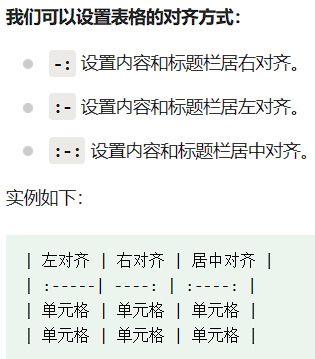 我们可以设置表格的对齐方式：
-: 设置内容和标题栏居右对齐。
:- 设置内容和标题栏居左对齐。
:-: 设置内容和标题栏居中对齐。
实例如下：
| 左对齐 | 右对齐 | 居中对齐 |
| :-----| ----: | :----: |
| 单元格 | 单元格 | 单元格 |
| 单元格 | 单元格 | 单元格 |